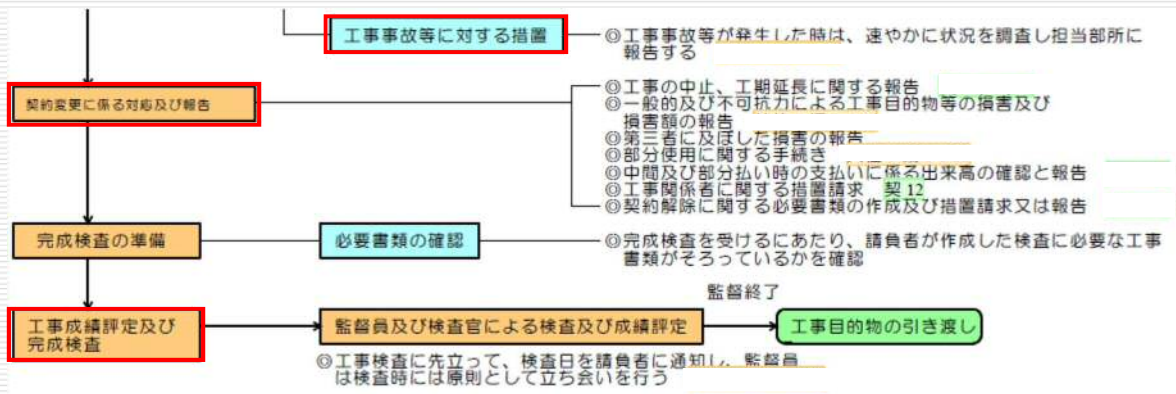 工事事故等に対する措置
◎工事事故等が発生した時は、速やかに状況を調査し担当部所に
報告する
契約変更に係る対応及び報告
◎工事の中止、工期延長に関する報告
◎一般的及び不可抗力による工事目的物等の損害及び
損害額の報告
◎第三者に及ぼした損害の報告
◎部分使用に関する手続き
◎中間及び部分払い時の支払いに係る出来高の確認と報告
◎工事関係者に関する措置請求 契12
◎契約解除に関する必要書類の作成及び措置請求又は報告
完成検査の準備
必要書類の確認
◎完成検査を受けるにあたり、請負者が作成した検査に必要な工事
書類がそろっているかを確認
監督終了
工事成績評定及び
完成検査
監督員及び検査官による検査及び成績評定
工事目的物の引き渡し
◎工事検査に先立って、検査日を請負者に通知し、監督員
は検査時には原則として立ち会いを行う